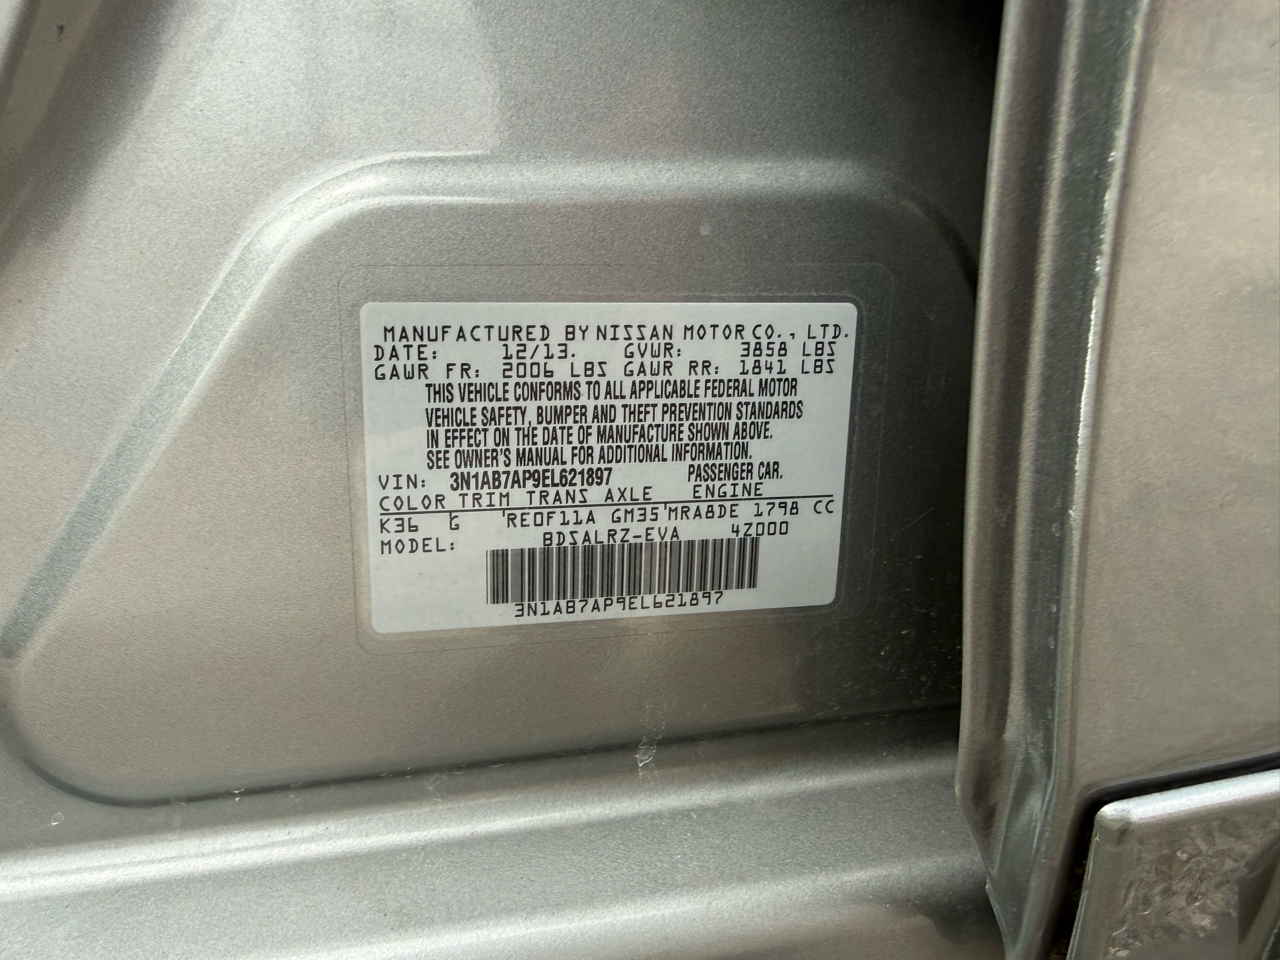 MANUFACTURED BY NISSAN MOTOR CO., LTD.
DATE: 12/13. GVWR: 3858 LBS
GAWR FR: 2006 LBS GAWR RR: 1841 LBS
THIS VEHICLE CONFORMS TO ALL APPLICABLE FEDERAL MOTOR
VEHICLE SAFETY, BUMPER AND THEFT PREVENTION STANDARDS
IN EFFECT ON THE DATE OF MANUFACTURE SHOWN ABOVE.
SEE OWNER'S MANUAL FOR ADDITIONAL INFORMATION.
VIN: 3N1AB7AP9EL621897 PASSENGER CAR.
COLOR TRIM TRANS AXLE ENGINE
K36 G 'RE0F11A GM35'MRA8DE 1798 CC
MODEL: BDSALRZ-EVA 4Z000
3N1AB7AP9EL621897